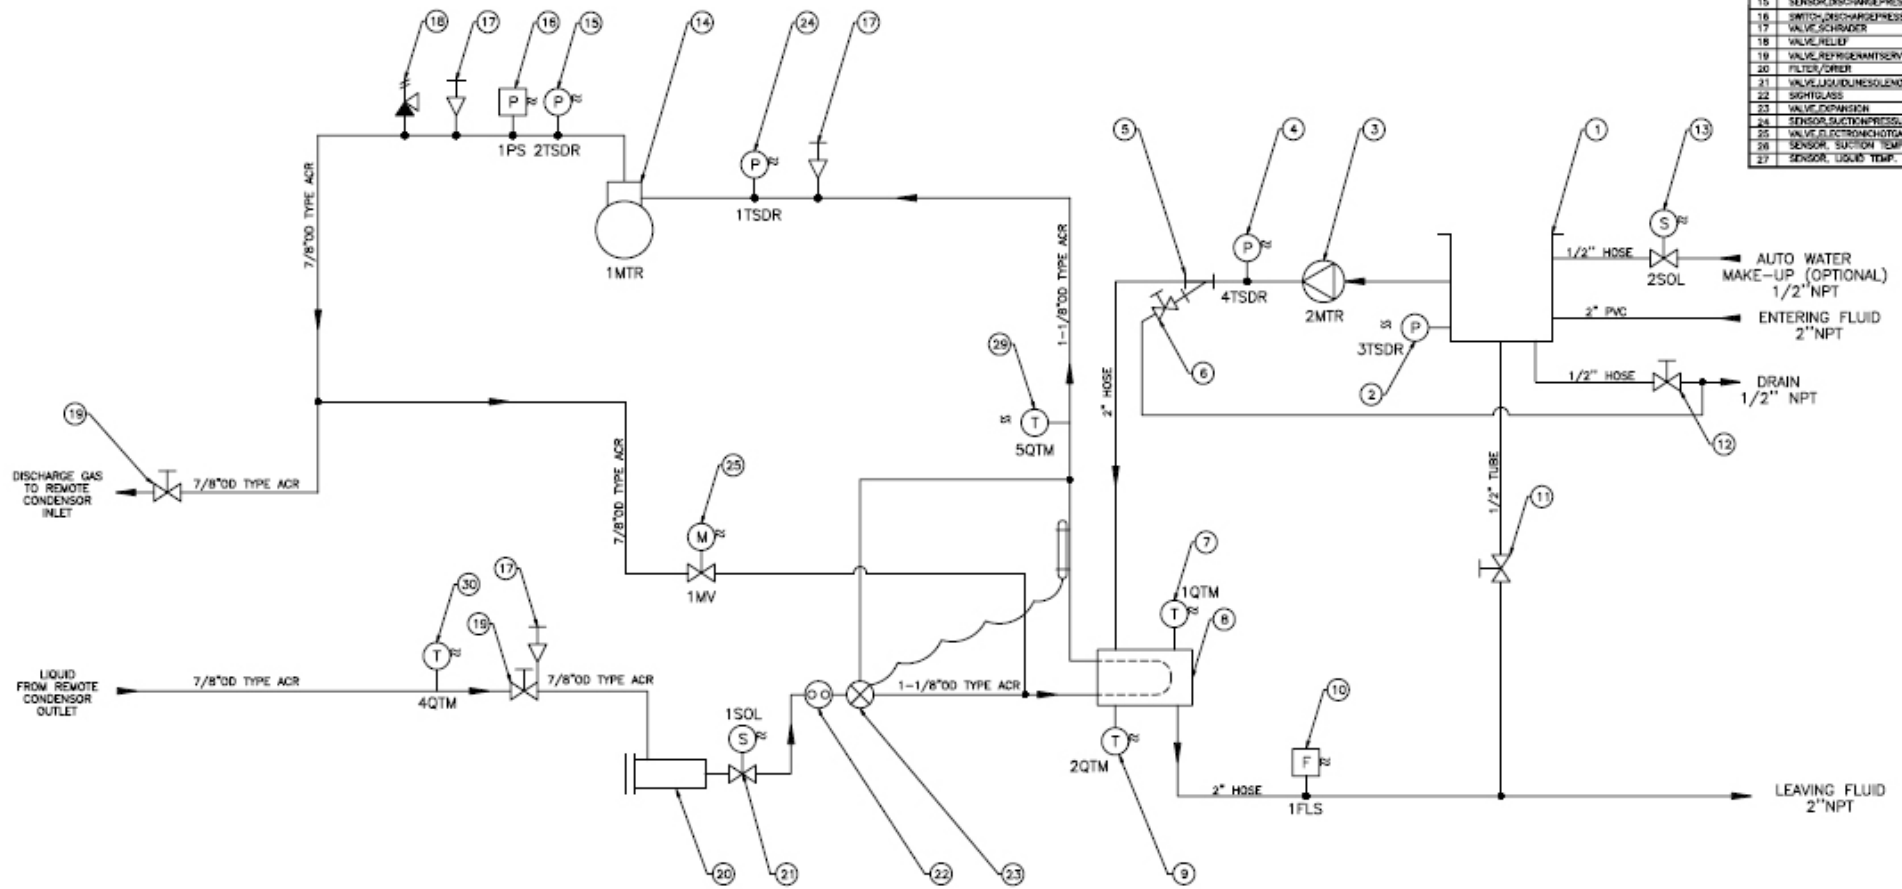 15 SENSOR,DISCHARGEPRESS
16 SWITCH,DISCHARGEPRESS
17 VALVE,SCHRADER
18 VALVE,RELIEF
19 VALVE,REFRIGERANTSERV
20 FILTER/DRIER
21 VALVE,LIQUIDLINESOLENO
22 SIGHTGLASS
23 VALVE,EXPANSION
24 SENSOR,SUCTIONPRESSU
25 VALVE,ELECTRONICHOTGA
26 SENSOR, SUCTION TEMP
27 SENSOR, LIQUID TEMP.
18
17
16
15
14
24
17
5
4
3
1
13
P
P
P
1PS 2TSDR
1TSDR
1MTR
7/8"OD TYPE ACR
1-1/8"OD TYPE ACR
P
4TSDR
2MTR
S
2SOL
1/2" HOSE
AUTO WATER
MAKE-UP (OPTIONAL)
1/2"NPT
2" PVC
ENTERING FLUID
2"NPT
P
3TSDR
2
6
2" HOSE
1/2" HOSE
DRAIN
1/2" NPT
12
29
T
5QTM
19
DISCHARGE GAS
TO REMOTE
CONDENSOR
INLET
7/8"OD TYPE ACR
7/8"OD TYPE ACR
25
M
1MV
1/2" TUBE
11
7
1QTM
T
8
30
T
4QTM
17
19
LIQUID
FROM REMOTE
CONDENSOR
OUTLET
7/8"OD TYPE ACR
7/8"OD TYPE ACR
1-1/8"OD TYPE ACR
1SOL
S
T
2QTM
10
F
1FLS
2" HOSE
LEAVING FLUID
2"NPT
20
21
22
23
9